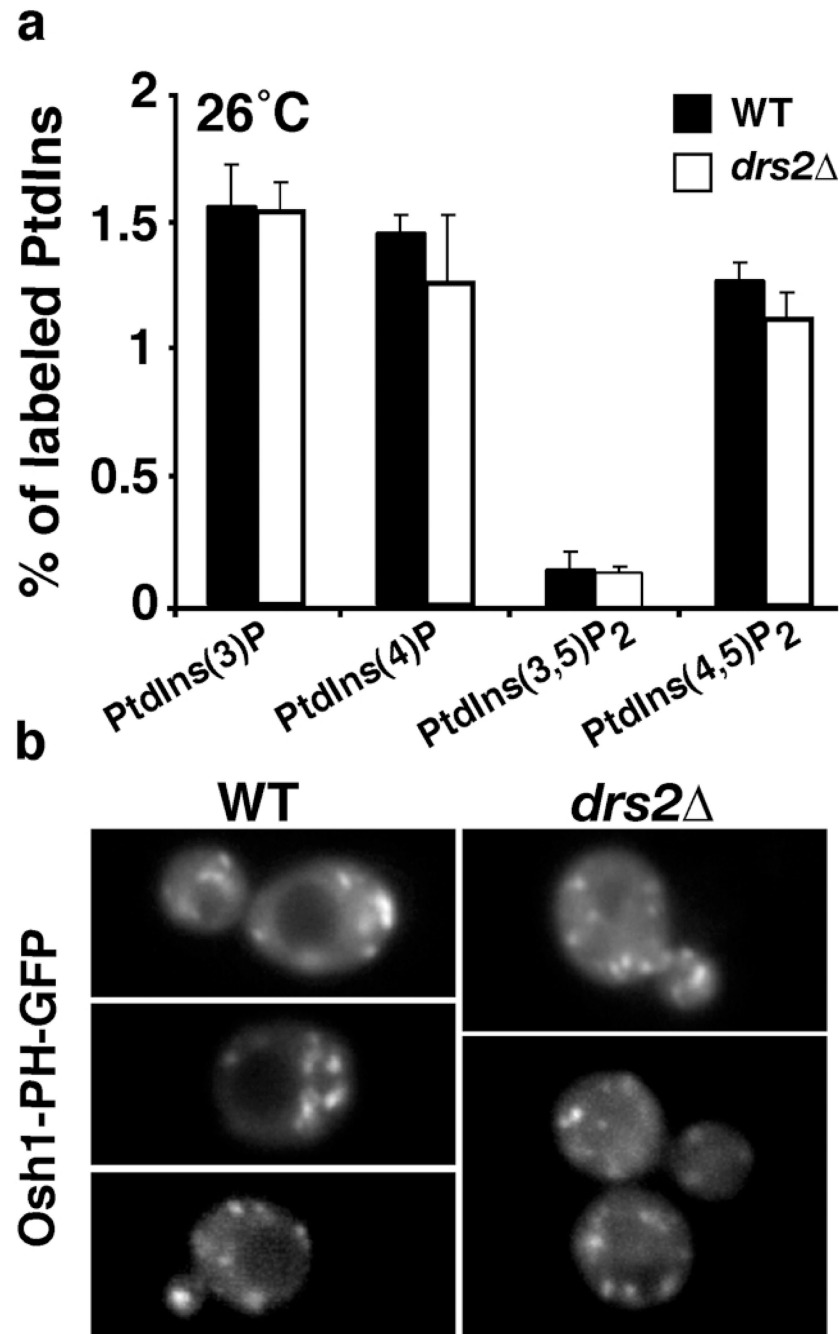 a
% of labeled PtdIns
2
1.5
1
0.5
0
26°C
WT
drs2Δ
PtdIns(3)P
PtdIns(4)P
PtdIns(3,5)P2
PtdIns(4,5)P2
b
WT
drs2Δ
Osh1-PH-GFP